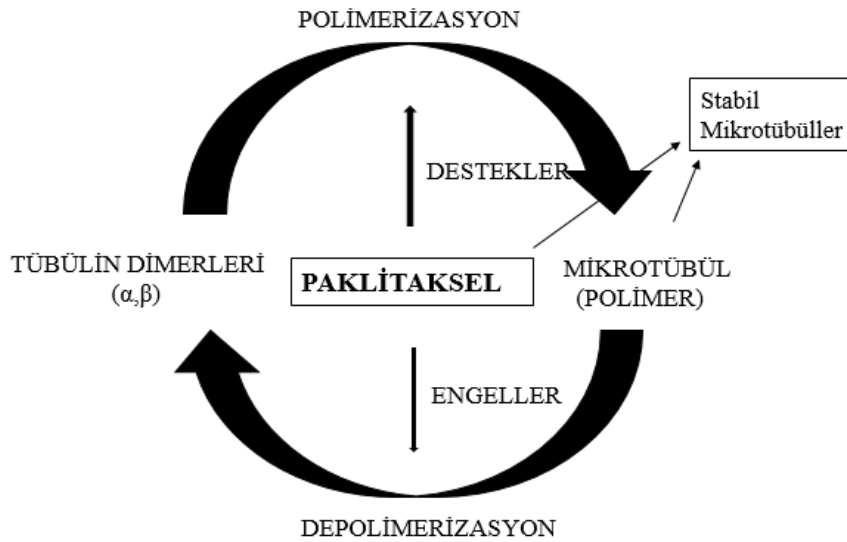 POLİMERİZASYON
Stabil
Mikrotübüller
DESTEKLER
TÜBÜLİN DİMERLERİ
(α,β)
PAKLİTAKSEL
MİKROTÜBÜL
(POLİMER)
ENGELLER
DEPOLİMERİZASYON